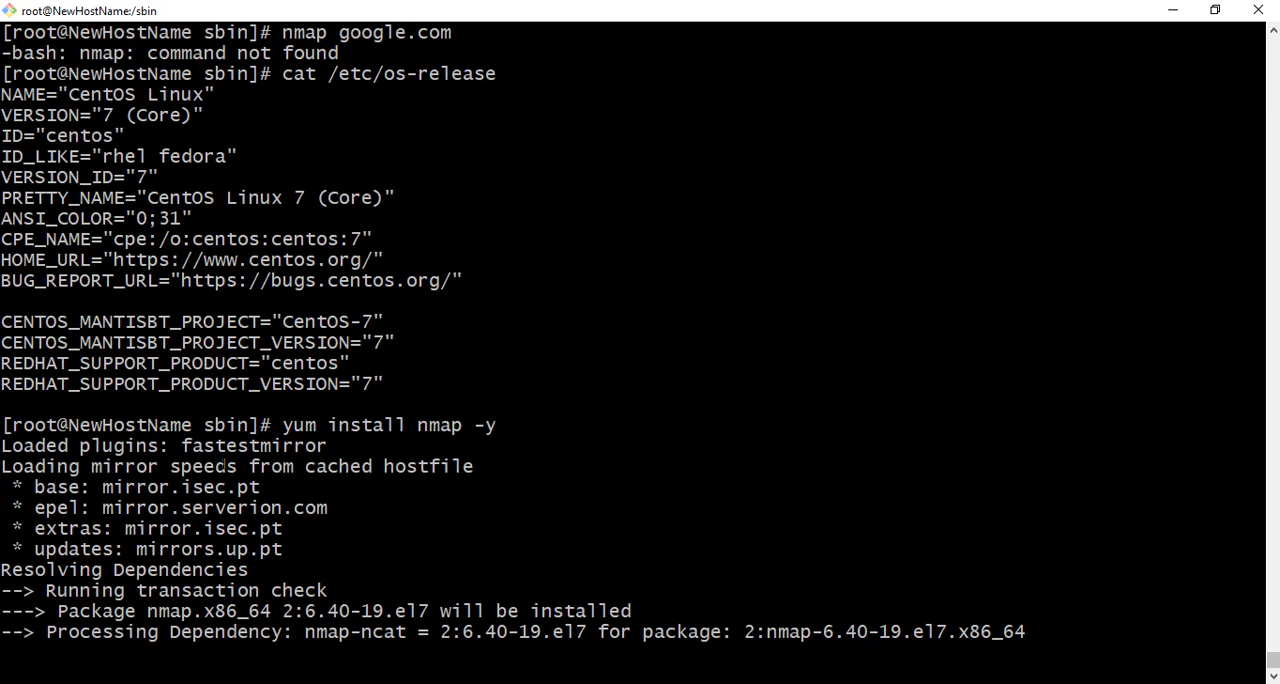 root@NewHostName:/sbin
[root@NewHostName sbin]# nmap google.com
-bash: nmap: command not found
[root@NewHostName sbin]# cat /etc/os-release
NAME="CentOS Linux"
VERSION="7 (Core)"
ID="centos"
ID_LIKE="rhel fedora"
VERSION_ID="7"
PRETTY_NAME="CentOS Linux 7 (Core)"
ANSI_COLOR="0;31"
CPE_NAME="cpe:/o:centos:centos:7"
HOME_URL="https://www.centos.org/"
BUG_REPORT_URL="https://bugs.centos.org/"
CENTOS_MANTISBT_PROJECT="CentOS-7"
CENTOS_MANTISBT_PROJECT_VERSION="7"
REDHAT_SUPPORT_PRODUCT="centos"
REDHAT_SUPPORT_PRODUCT_VERSION="7"
[root@NewHostName sbin]# yum install nmap -y
Loaded plugins: fastestmirror
Loading mirror speeds from cached hostfile
 * base: mirror.isec.pt
 * epel: mirror.serverion.com
 * extras: mirror.isec.pt
 * updates: mirrors.up.pt
Resolving Dependencies
--> Running transaction check
---> Package nmap.x86_64 2:6.40-19.el7 will be installed
--> Processing Dependency: nmap-ncat = 2:6.40-19.el7 for package: 2:nmap-6.40-19.el7.x86_64